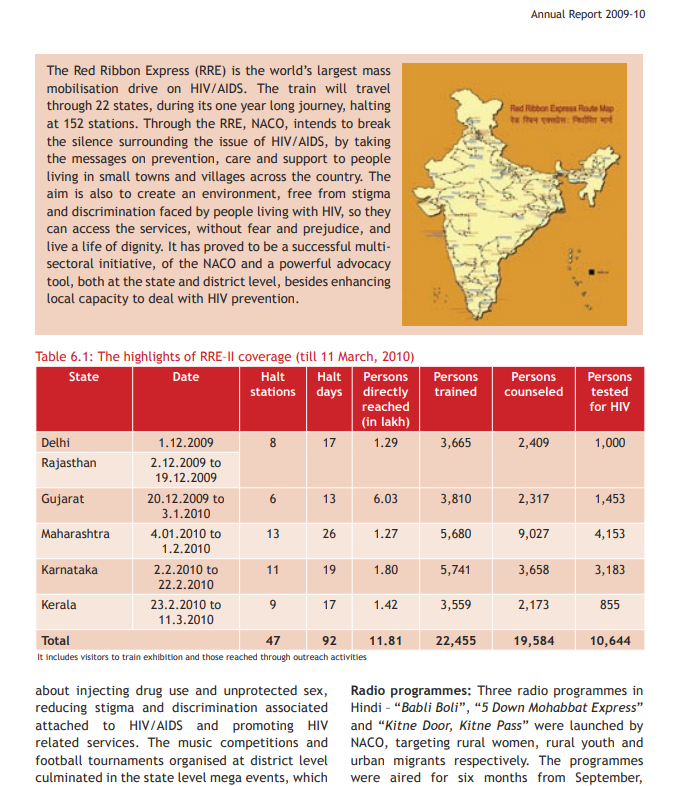 Annual Report 2009-10
The Red Ribbon Express (RRE) is the world's largest mass
mobilisation drive on HIV/AIDS. The train will travel
through 22 states, during its one year long journey, halting
at 152 stations. Through the RRE, NACO, intends to break
the silence surrounding the issue of HIV/AIDS, by taking
the messages on prevention, care and support to people
living in small towns and villages across the country. The
aim is also to create an environment, free from stigma
and discrimination faced by people living with HIV, so they
can access the services, without fear and prejudice, and
live a life of dignity. It has proved to be a successful multi-
sectoral initiative, of the NACO and a powerful advocacy
tool, both at the state and district level, besides enhancing
local capacity to deal with HIV prevention.
Red Ribbon Express Route Map
रेड रिबन एक्सप्रेस: निर्धारित मार्ग
Table 6.1: The highlights of RRE-II coverage (till 11 March, 2010)
State Date Halt stations Halt days Persons directly reached (in lakh) Persons trained Persons counseled Persons tested for HIV
Delhi 1.12.2009 8 17 1.29 3,665 2,409 1,000
Rajasthan 2.12.2009 to
19.12.2009
Gujarat 20.12.2009 to 6 13 6.03 3,810 2,317 1,453
3.1.2010
Maharashtra 4.01.2010 to 13 26 1.27 5,680 9,027 4,153
1.2.2010
Karnataka 2.2.2010 to 11 19 1.80 5,741 3,658 3,183
22.2.2010
Kerala 23.2.2010 to 9 17 1.42 3,559 2,173 855
11.3.2010
Total 47 92 11.81 22,455 19,584 10,644
It includes visitors to train exhibition and those reached through outreach activities
about injecting drug use and unprotected sex,
reducing stigma and discrimination associated
attached to HIV/AIDS and promoting HIV
related services. The music competitions and
football tournaments organised at district level
culminated in the state level mega events, which
Radio programmes: Three radio programmes in
Hindi - "Babli Boli", "5 Down Mohabbat Express"
and "Kitne Door, Kitne Pass" were launched by
NACO, targeting rural women, rural youth and
urban migrants respectively. The programmes
were aired for six months from September,